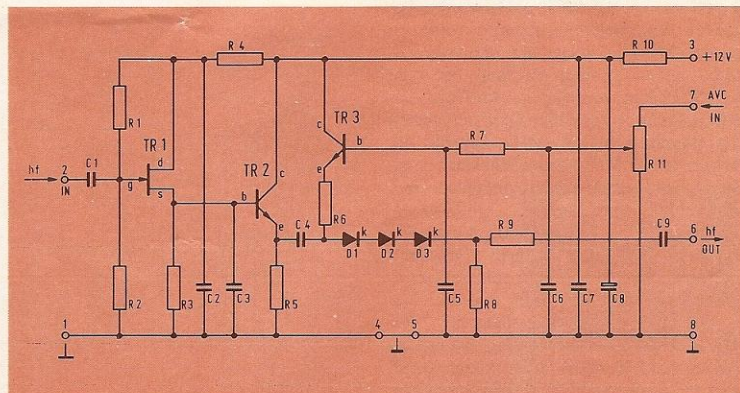 R 4
R 10
3
+12V
7
AVC
IN
R1
TR 1
TR 3
c
b
R 7
R 11
d
TR 2
c
e
hf
2
IN
C1
g
s
b
R6
e
C4
k
k
k
R 9
C9
6
hf
OUT
D1
D2
D3
R2
R3
C2
C3
R5
C5
R8
C6
C7
C8
1
4
5
8